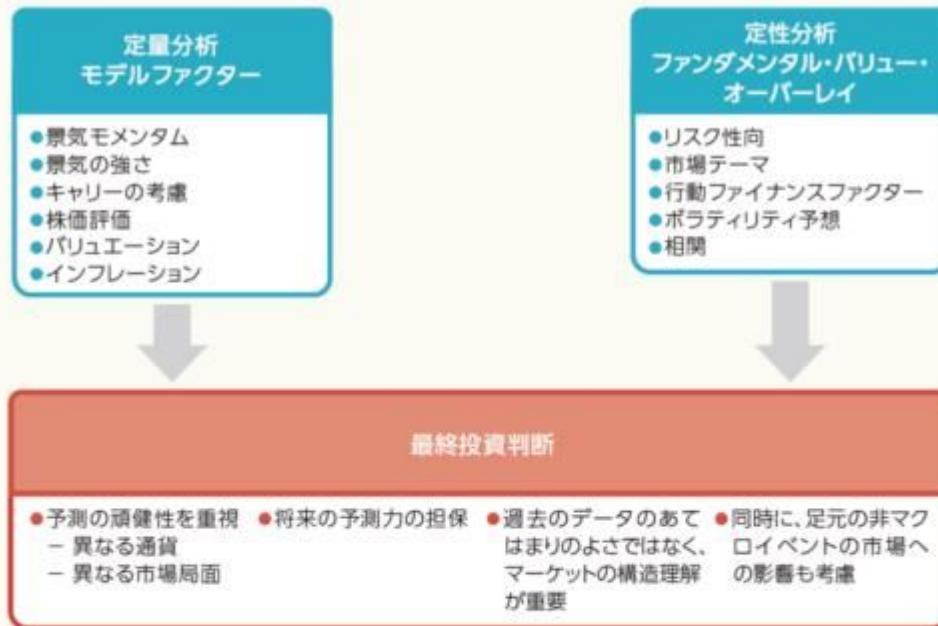 定量分析
モデルファクター
●景気モメンタム
●景気の強さ
●キャリーの考慮
●株価評価
●バリュエーション
●インフレーション
定性分析
ファンダメンタル・バリュー・
オーバーレイ
●リスク性向
●市場テーマ
●行動ファイナンスファクター
●ボラティリティ予想
●相関
最終投資判断
●予測の頑健性を重視
－ 異なる通貨
－ 異なる市場局面
●将来の予測力の担保
●過去のデータのあて
はまりのよさではなく、
マーケットの構造理解
が重要
●同時に、足元の非マク
ロイベントの市場へ
の影響も考慮